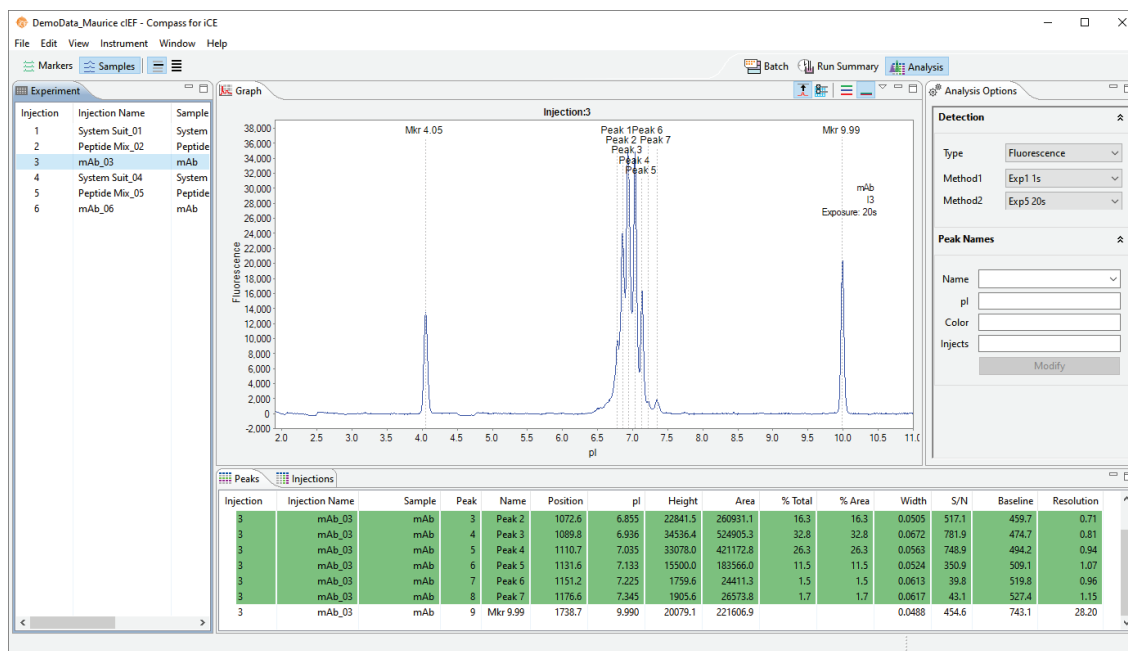 DemoData_Maurice cIEF - Compass for iCE
File Edit View Instrument Window Help
Markers Samples Batch Run Summary Analysis
Experiment
Injection Injection Name Sample
1 System Suit_01 System
2 Peptide Mix_02 Peptide
3 mAb_03 mAb
4 System Suit_04 System
5 Peptide Mix_05 Peptide
6 mAb_06 mAb
Graph
Injection:3
Mkr 4.05
Peak 1 Peak 6
Peak 2 Peak 7
Peak 3
Peak 4
Peak 5
Mkr 9.99
mAb
I3
Exposure: 20s
Fluorescence
38,000
36,000
34,000
32,000
30,000
28,000
26,000
24,000
22,000
20,000
18,000
16,000
14,000
12,000
10,000
8,000
6,000
4,000
2,000
0
-2,000
2.0 2.5 3.0 3.5 4.0 4.5 5.0 5.5 6.0 6.5 7.0 7.5 8.0 8.5 9.0 9.5 10.0 10.5 11.0
pI
Analysis Options
Detection
Type Fluorescence
Method1 Exp1 1s
Method2 Exp5 20s
Peak Names
Name
pI
Color
Injects
Modify
Peaks Injections
Injection Injection Name Sample Peak Name Position pI Height Area % Total % Area Width S/N Baseline Resolution
3 mAb_03 mAb 3 Peak 2 1072.6 6.855 22841.5 260931.1 16.3 16.3 0.0505 517.1 459.7 0.71
3 mAb_03 mAb 4 Peak 3 1089.8 6.936 34536.4 524905.3 32.8 32.8 0.0672 781.9 474.7 0.81
3 mAb_03 mAb 5 Peak 4 1110.7 7.035 33078.0 421172.8 26.3 26.3 0.0563 748.9 494.2 0.94
3 mAb_03 mAb 6 Peak 5 1131.6 7.133 15500.0 183566.0 11.5 11.5 0.0524 350.9 509.1 1.07
3 mAb_03 mAb 7 Peak 6 1151.2 7.225 1759.6 24411.3 1.5 1.5 0.0613 39.8 519.8 0.96
3 mAb_03 mAb 8 Peak 7 1176.6 7.345 1905.6 26573.8 1.7 1.7 0.0617 43.1 527.4 1.15
3 mAb_03 mAb 9 Mkr 9.99 1738.7 9.990 20079.1 221606.9 0.0488 454.6 743.1 28.20